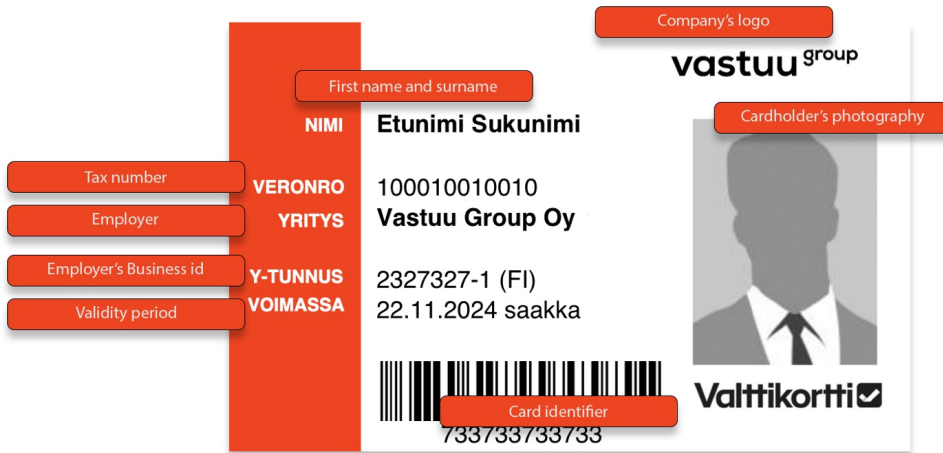 Company's logo
vastuu group
First name and surname
Cardholder's photography
NIMI Etunimi Sukunimi
Tax number VERONRO 100010010010
Employer YRITYS Vastuu Group Oy
Employer's Business id Y-TUNNUS 2327327-1 (FI)
Validity period VOIMASSA 22.11.2024 saakka
Valttikortti
Card identifier
733733733733